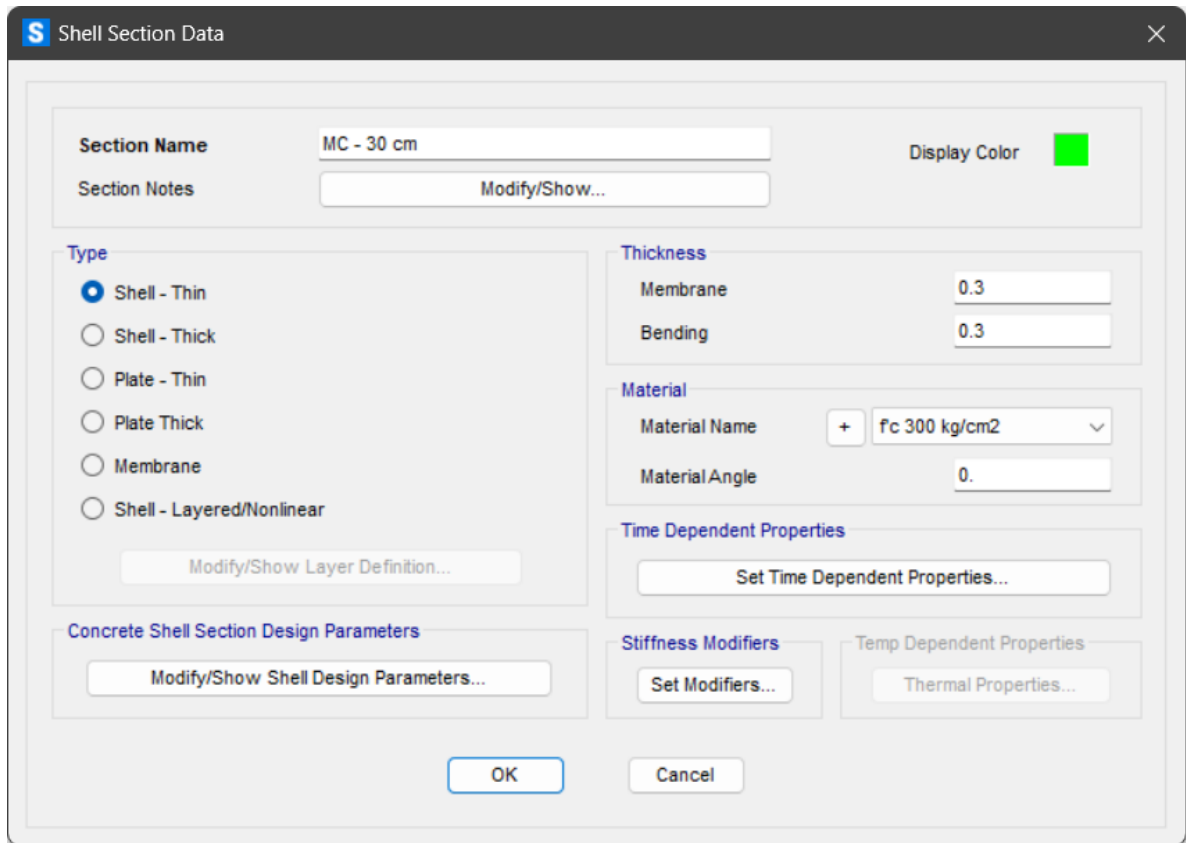 S Shell Section Data
Section Name MC - 30 cm Display Color
Section Notes Modify/Show...
Type
Shell - Thin
Shell - Thick
Plate - Thin
Plate Thick
Membrane
Shell - Layered/Nonlinear
Modify/Show Layer Definition...
Concrete Shell Section Design Parameters
Modify/Show Shell Design Parameters...
Thickness
Membrane 0.3
Bending 0.3
Material
Material Name + f'c 300 kg/cm2
Material Angle 0.
Time Dependent Properties
Set Time Dependent Properties...
Stiffness Modifiers
Set Modifiers...
Temp Dependent Properties
Thermal Properties...
OK Cancel